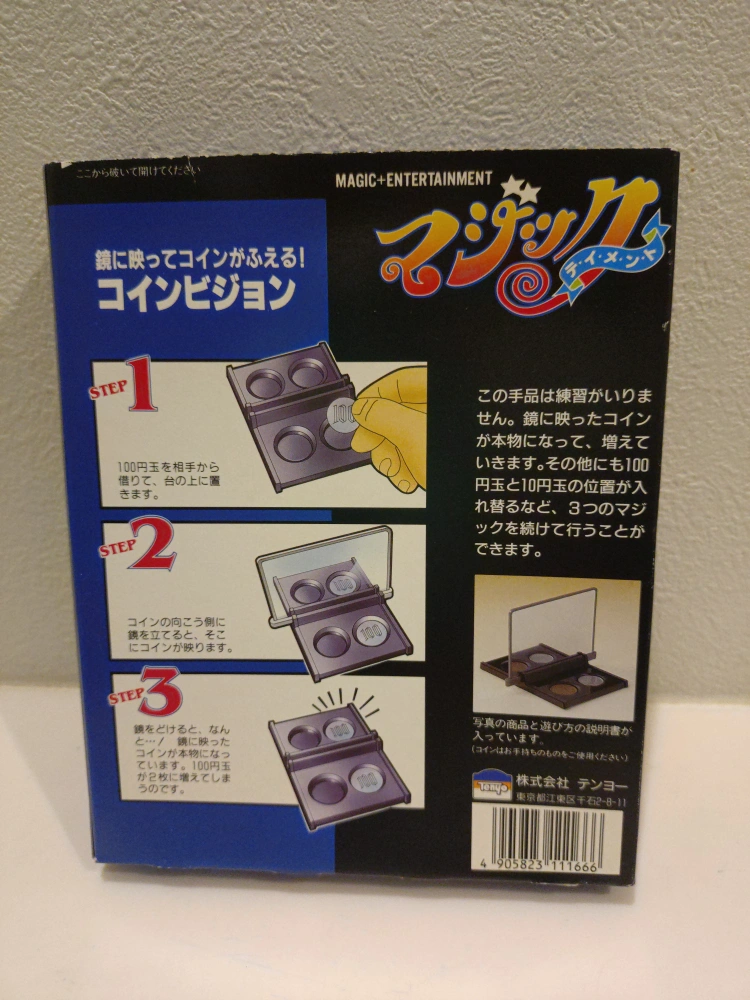 ここから破いて開けてください
MAGIC+ENTERTAINMENT
マジック
テ・イ・メ・ン・ト
鏡に映ってコインがふえる!
コインビジョン
STEP 1
100
100円玉を相手から
借りて、台の上に置
きます。
STEP 2
100
100
コインの向こう側に
鏡を立てると、そこ
にコインが映ります。
STEP 3
100
100
鏡をどけると、なん
と…! 鏡に映った
コインが本物になっ
ています。100円玉
が2枚に増えてしま
うのです。
この手品は練習がいりま
せん。鏡に映ったコイン
が本物になって、増えて
いきます。その他にも100
円玉と10円玉の位置が入
れ替るなど、3つのマジ
ックを続けて行うことが
できます。
写真の商品と遊び方の説明書が
入っています。
(コインはお手持ちのものをご使用ください)
Tenyo
株式会社 テンヨー
東京都江東区千石2-8-11
4 905823 111666